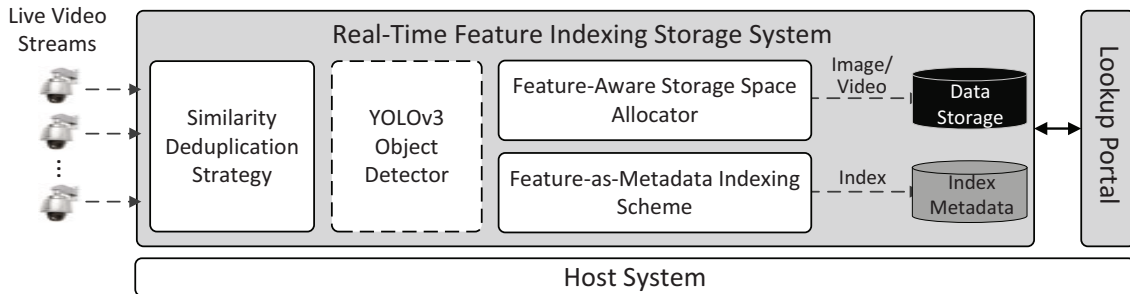 Live Video
Streams
Real-Time Feature Indexing Storage System
Similarity
Deduplication
Strategy
YOLOv3
Object
Detector
Feature-Aware Storage Space
Allocator
Feature-as-Metadata Indexing
Scheme
Image/
Video
Index
Data
Storage
Index
Metadata
Lookup Portal
Host System